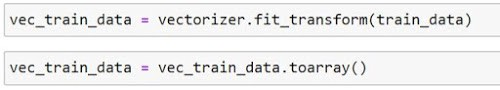 vec_train_data = vectorizer.fit_transform(train_data)
vec_train_data = vec_train_data.toarray()